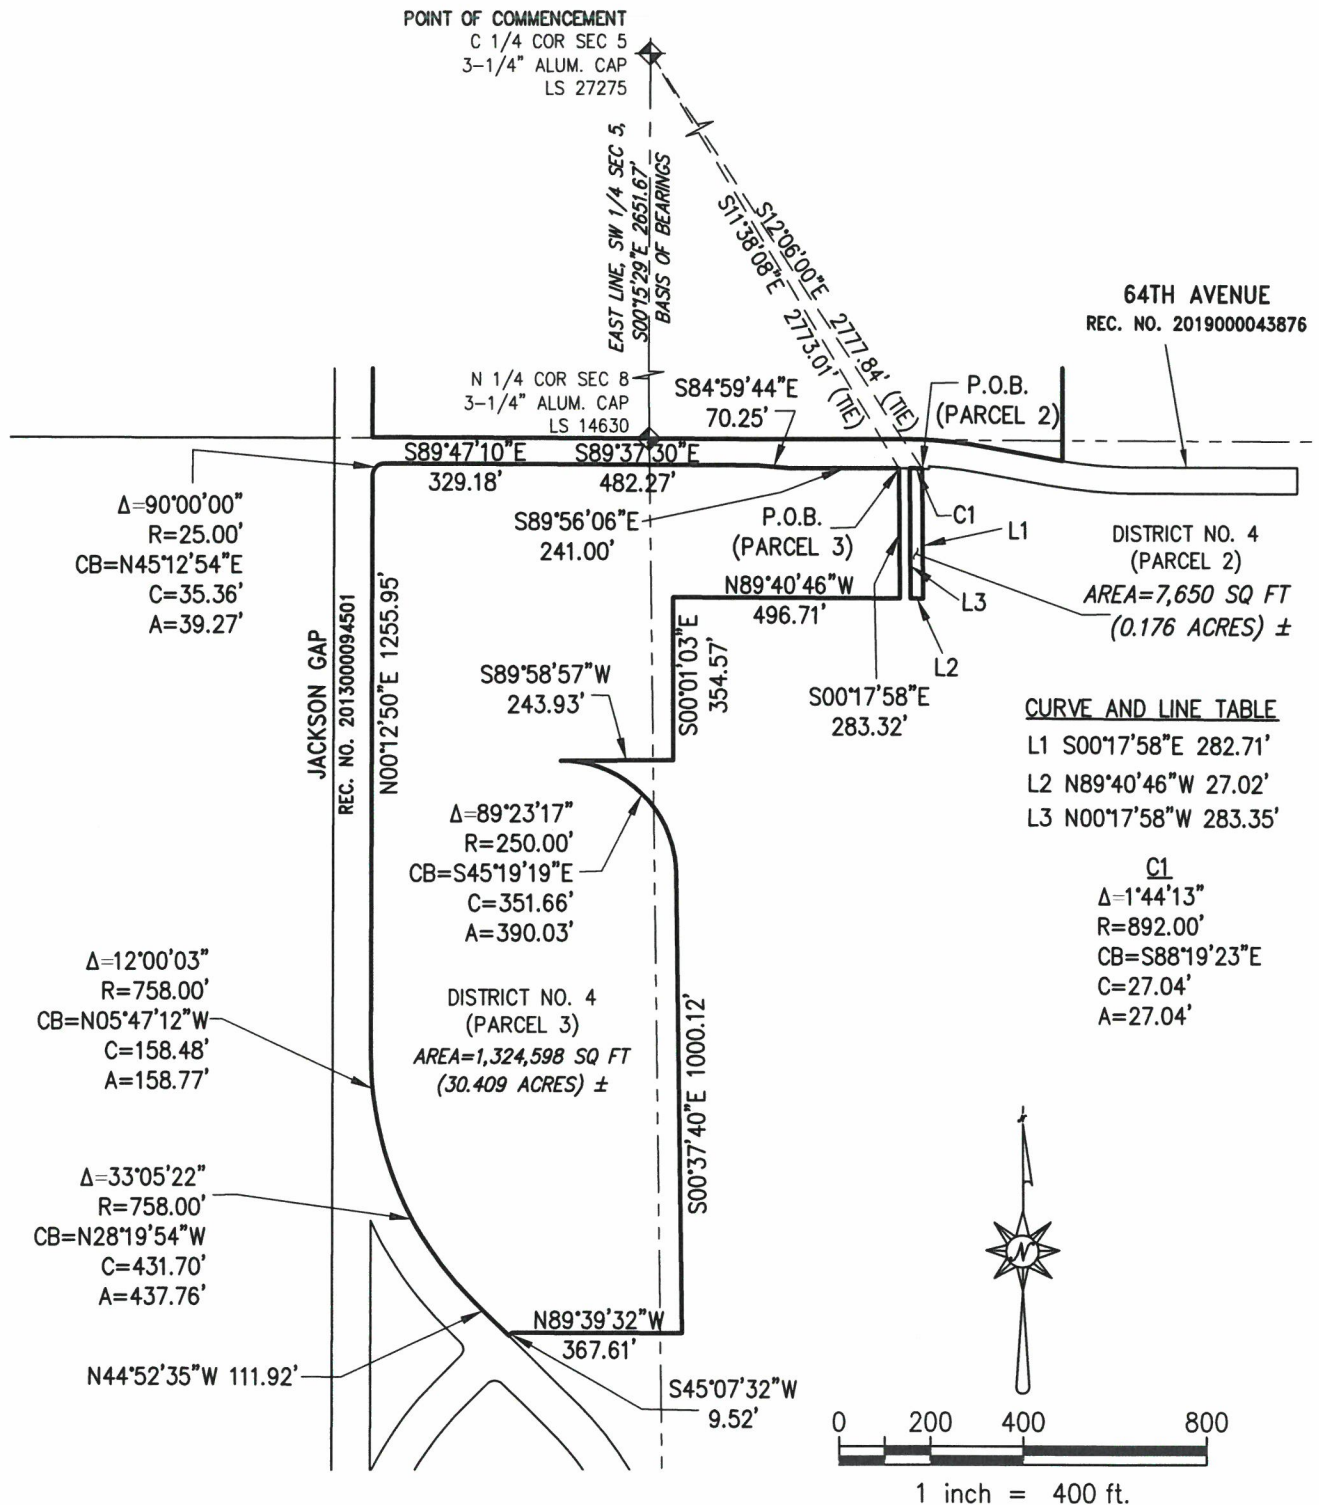 POINT OF COMMENCEMENT
C 1/4 COR SEC 5
3-1/4" ALUM. CAP
LS 27275
EAST LINE, SW 1/4 SEC 5,
S00°15'29"E 2651.67'
BASIS OF BEARINGS
S12°06'00"E 2777.84' (TIE)
S11°38'08"E 2773.01' (TIE)
64TH AVENUE
REC. NO. 2019000043876
N 1/4 COR SEC 8
3-1/4" ALUM. CAP
LS 14630
S84°59'44"E
70.25'
P.O.B.
(PARCEL 2)
S89°47'10"E
329.18'
S89°37'30"E
482.27'
Δ=90°00'00"
R=25.00'
CB=N45°12'54"E
C=35.36'
A=39.27'
S89°56'06"E
241.00'
P.O.B.
(PARCEL 3)
C1
L1
DISTRICT NO. 4
(PARCEL 2)
AREA=7,650 SQ FT
(0.176 ACRES) ±
N89°40'46"W
496.71'
L3
L2
JACKSON GAP
REC. NO. 2013000094501
N00°12'50"E 1255.95'
S89°58'57"W
243.93'
S00°01'03"E
354.57'
S00°17'58"E
283.32'
CURVE AND LINE TABLE
L1 S00°17'58"E 282.71'
L2 N89°40'46"W 27.02'
L3 N00°17'58"W 283.35'
C1
Δ=1°44'13"
R=892.00'
CB=S88°19'23"E
C=27.04'
A=27.04'
Δ=89°23'17"
R=250.00'
CB=S45°19'19"E
C=351.66'
A=390.03'
Δ=12°00'03"
R=758.00'
CB=N05°47'12"W
C=158.48'
A=158.77'
DISTRICT NO. 4
(PARCEL 3)
AREA=1,324,598 SQ FT
(30.409 ACRES) ±
S00°37'40"E 1000.12'
Δ=33°05'22"
R=758.00'
CB=N28°19'54"W
C=431.70'
A=437.76'
N89°39'32"W
367.61'
N44°52'35"W 111.92'
S45°07'32"W
9.52'
N
0 200 400 800
1 inch = 400 ft.